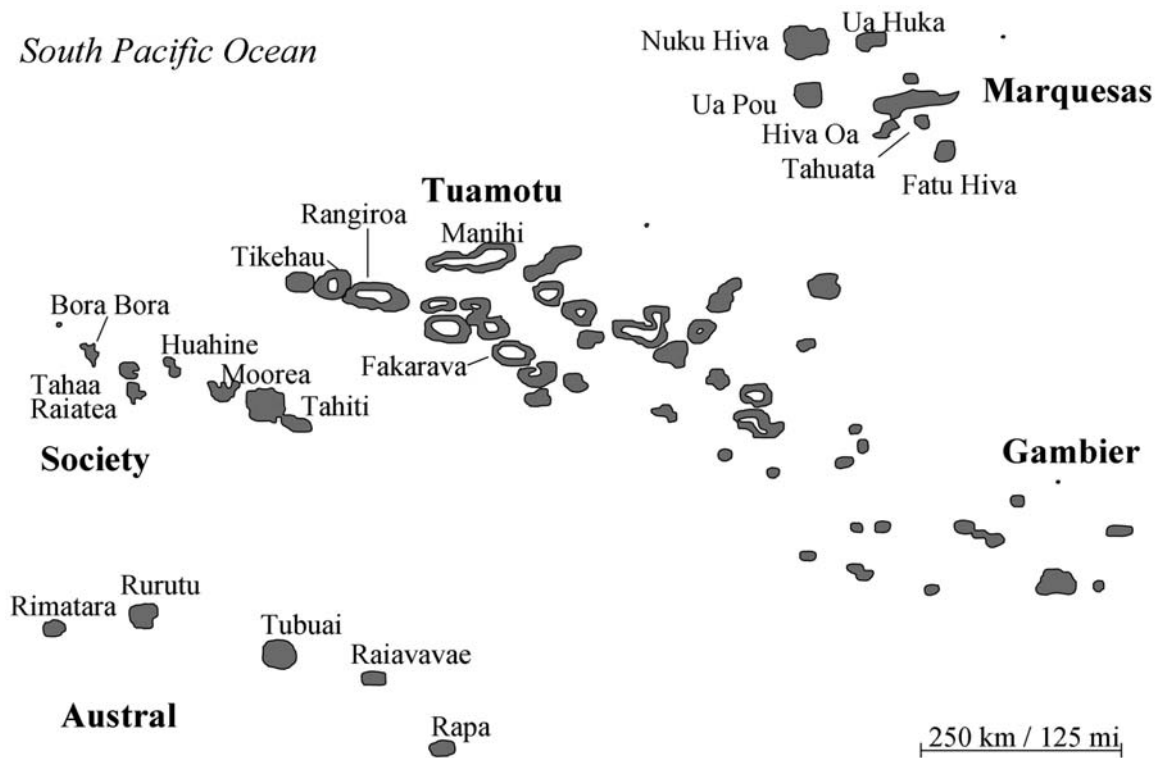 South Pacific Ocean
Nuku Hiva
Ua Huka
Marquesas
Ua Pou
Hiva Oa
Tahuata
Fatu Hiva
Tuamotu
Rangiroa
Manihi
Tikehau
Bora Bora
Huahine
Moorea
Fakarava
Tahaa
Raiatea
Tahiti
Society
Gambier
Rurutu
Rimatara
Tubuai
Raiavavae
Austral
Rapa
250 km / 125 mi